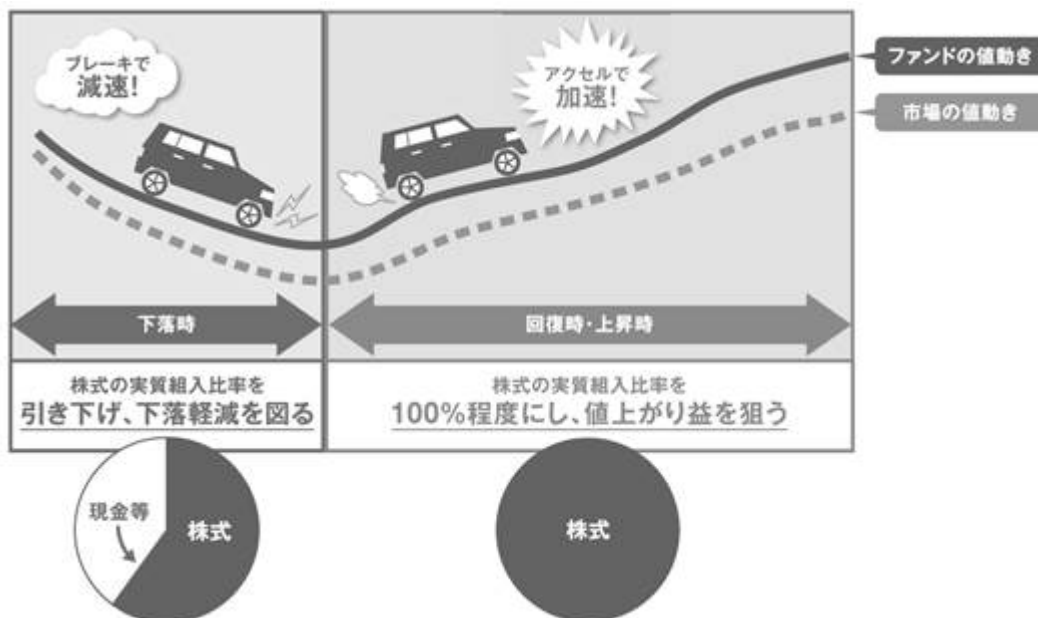 ブレーキで
減速!
アクセルで
加速!
ファンドの値動き
市場の値動き
下落時
回復時・上昇時
株式の実質組入比率を
引き下げ、下落軽減を図る
株式の実質組入比率を
100%程度にし、値上がり益を狙う
現金等
株式
株式